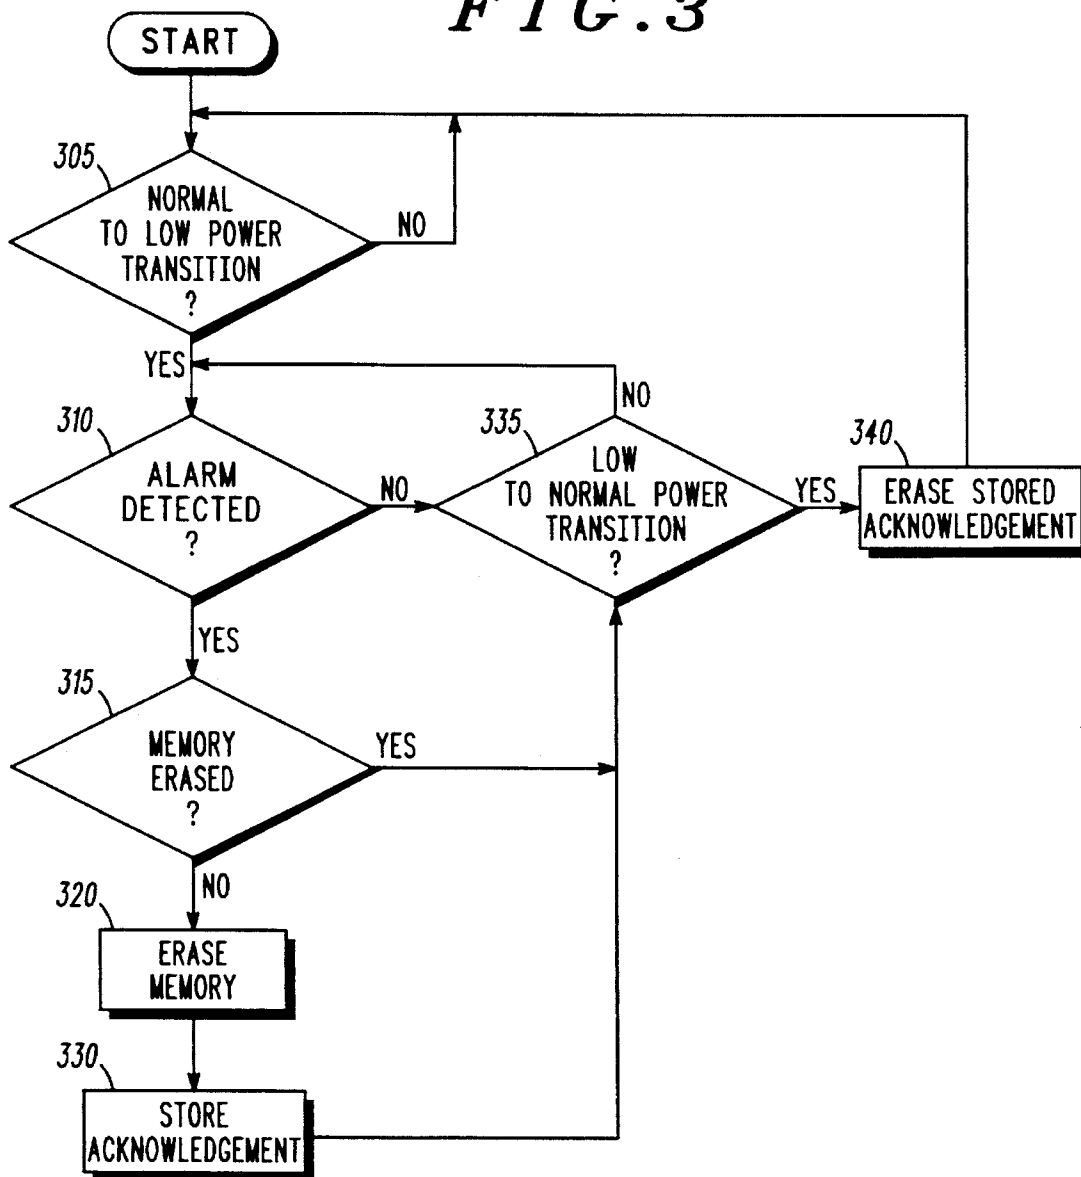 FIG.3
START
305
NORMAL
TO LOW POWER
TRANSITION
?
NO
YES
310
ALARM
DETECTED
?
NO
335
NO
LOW
TO NORMAL POWER
TRANSITION
?
YES
340
ERASE STORED
ACKNOWLEDGEMENT
YES
315
MEMORY
ERASED
?
YES
NO
320
ERASE
MEMORY
330
STORE
ACKNOWLEDGEMENT